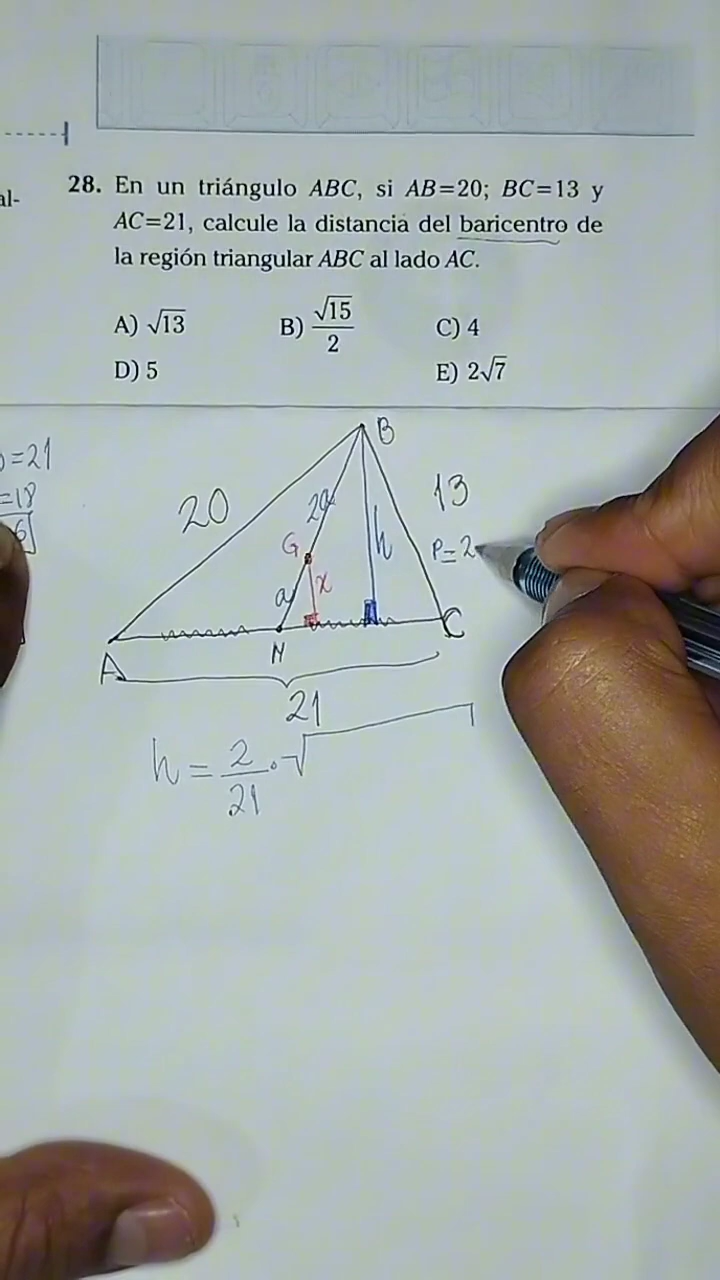 al-
28. En un triángulo ABC, si AB=20; BC=13 y
AC=21, calcule la distancia del baricentro de
la región triangular ABC al lado AC.
A) √13 B) √15/2 C) 4
D) 5 E) 2√7
=21
=18
6
B
20
2a
13
G
h
P=2
a
x
A
M
C
21
h = 2/21 · √